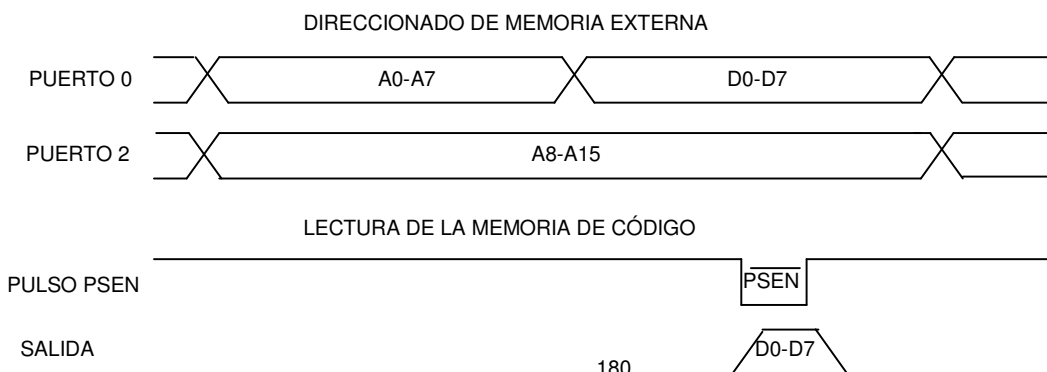 DIRECCIONADO DE MEMORIA EXTERNA
PUERTO 0 A0-A7 D0-D7
PUERTO 2 A8-A15
LECTURA DE LA MEMORIA DE CÓDIGO
PULSO PSEN PSEN
SALIDA D0-D7
180